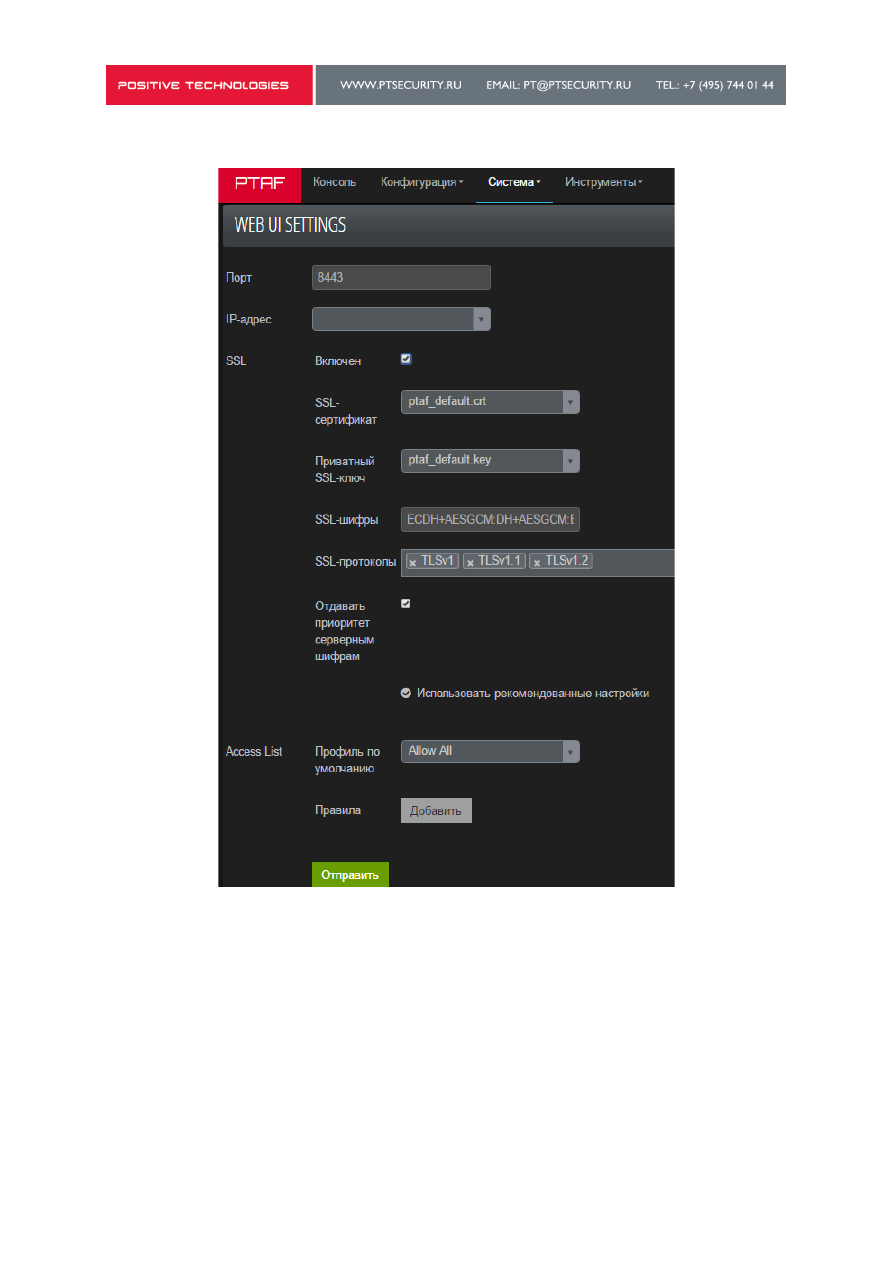 POSITIVE TECHNOLOGIES WWW.PTSECURITY.RU EMAIL: PT@PTSECURITY.RU TEL.: +7 (495) 744 01 44
PTAF Консоль Конфигурация Система Инструменты
WEB UI SETTINGS
Порт 8443
IP-адрес
SSL Включен
SSL-
сертификат
ptaf_default.crt
Приватный
SSL-ключ
ptaf_default.key
SSL-шифры ECDH+AESGCM:DH+AESGCM:E
SSL-протоколы × TLSv1 × TLSv1.1 × TLSv1.2
Отдавать
приоритет
серверным
шифрам
Использовать рекомендованные настройки
Access List
Профиль по
умолчанию
Allow All
Правила Добавить
Отправить